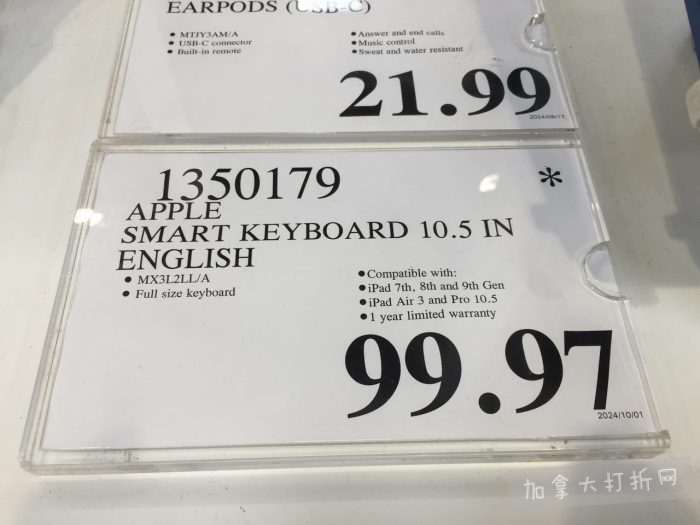 EARPODS (USB-C)
● MTJY3AM/A
● USB-C connector
● Built-in remote
● Answer and end calls
● Music control
● Sweat and water resistant
21.99
2024/09/17
1350179
*
APPLE
SMART KEYBOARD 10.5 IN
ENGLISH
● MX3L2LL/A
● Full size keyboard
● Compatible with:
● iPad 7th, 8th and 9th Gen
● iPad Air 3 and Pro 10.5
● 1 year limited warranty
99.97
2024/10/01
加拿大打折网